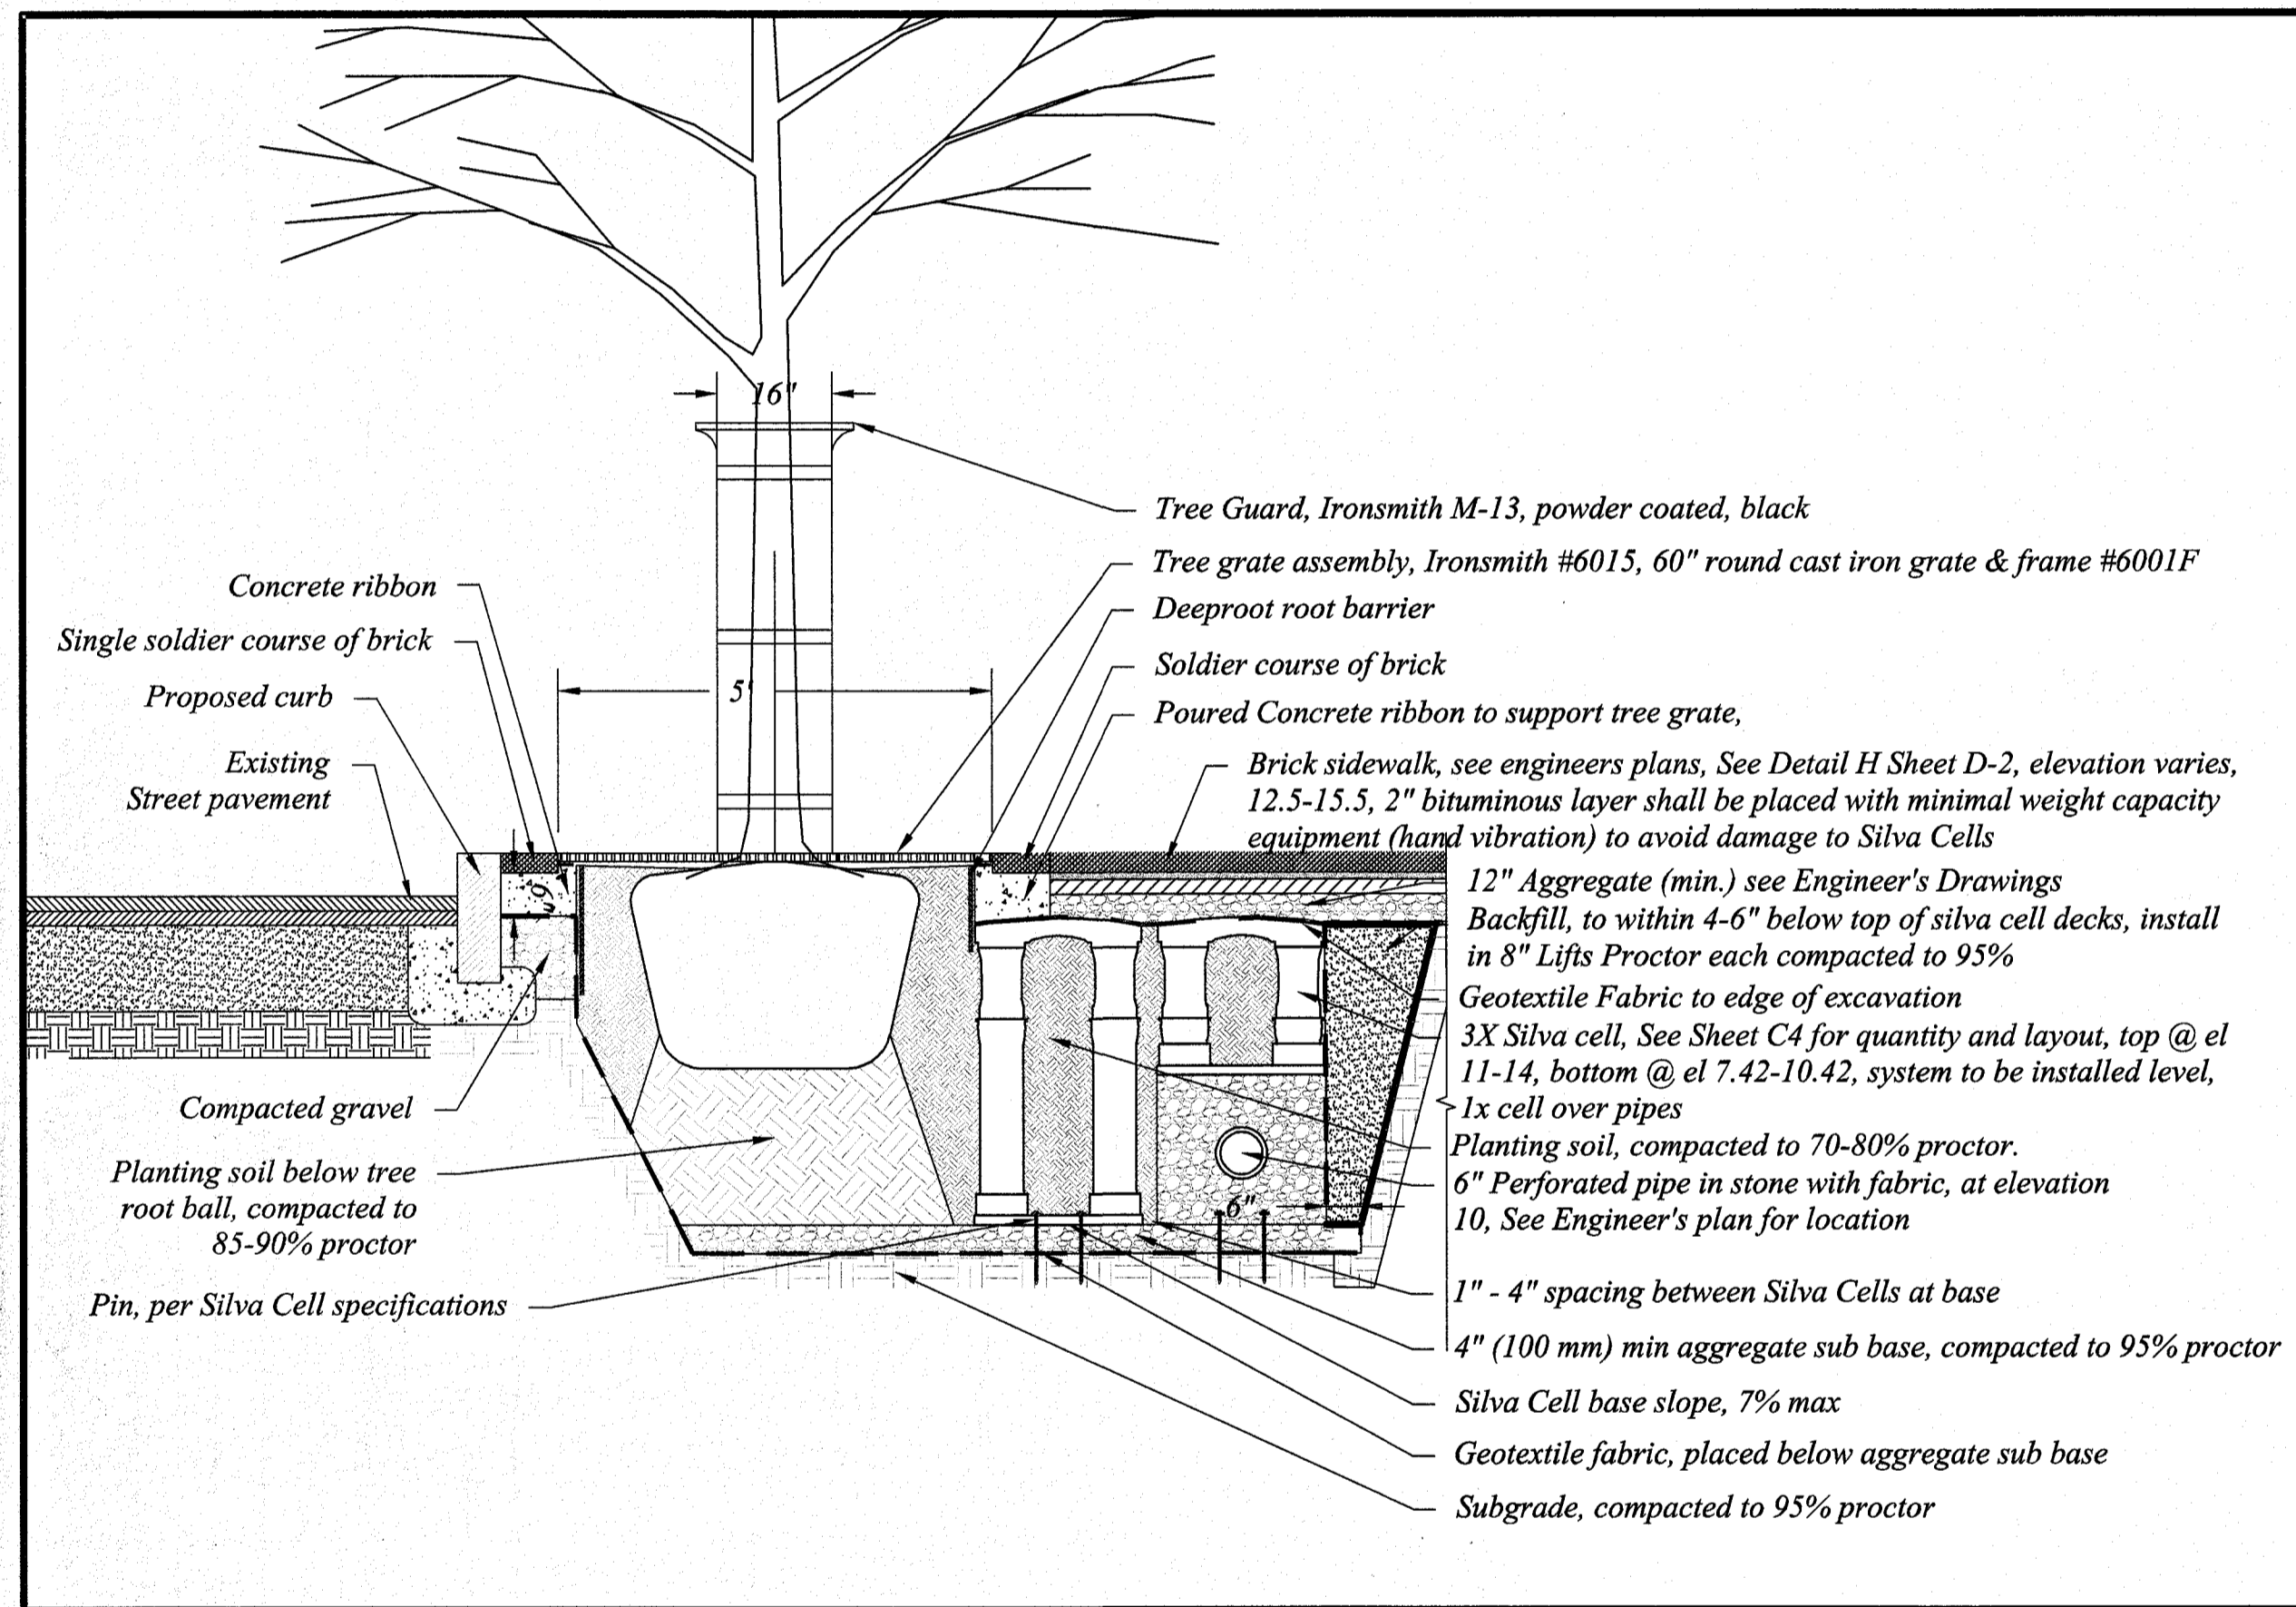 16"
Tree Guard, Ironsmith M-13, powder coated, black
Tree grate assembly, Ironsmith #6015, 60" round cast iron grate & frame #6001F
Deeproot root barrier
Soldier course of brick
Poured Concrete ribbon to support tree grate,
Brick sidewalk, see engineers plans, See Detail H Sheet D-2, elevation varies,
12.5-15.5, 2" bituminous layer shall be placed with minimal weight capacity
equipment (hand vibration) to avoid damage to Silva Cells
12" Aggregate (min.) see Engineer's Drawings
Backfill, to within 4-6" below top of silva cell decks, install
in 8" Lifts Proctor each compacted to 95%
Geotextile Fabric to edge of excavation
3X Silva cell, See Sheet C4 for quantity and layout, top @ el
11-14, bottom @ el 7.42-10.42, system to be installed level,
1x cell over pipes
Planting soil, compacted to 70-80% proctor.
6" Perforated pipe in stone with fabric, at elevation
10, See Engineer's plan for location
1" - 4" spacing between Silva Cells at base
4" (100 mm) min aggregate sub base, compacted to 95% proctor
Silva Cell base slope, 7% max
Geotextile fabric, placed below aggregate sub base
Subgrade, compacted to 95% proctor
Concrete ribbon
Single soldier course of brick
Proposed curb
Existing
Street pavement
5'
6"
6"
Compacted gravel
Planting soil below tree
root ball, compacted to
85-90% proctor
Pin, per Silva Cell specifications